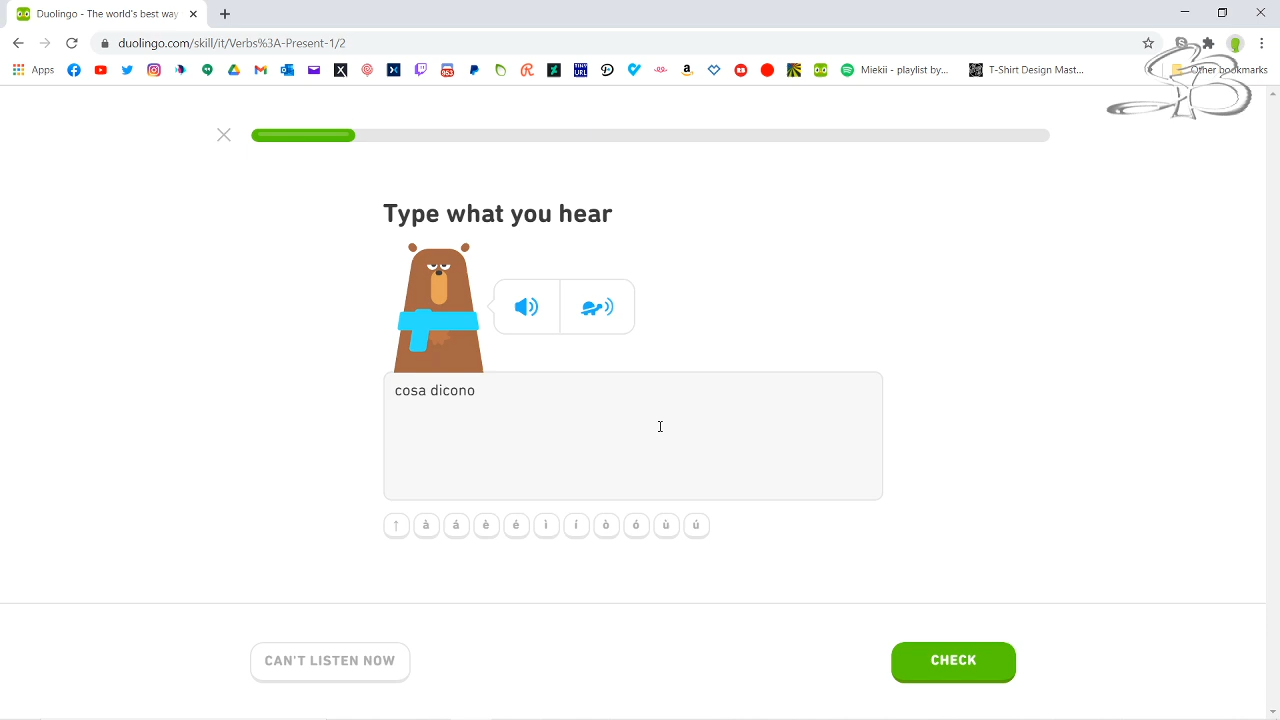 Duolingo - The world's best way
duolingo.com/skill/it/Verbs%3A-Present-1/2
Apps
Miekii - playlist by...
T-Shirt Design Mast...
Other bookmarks
Type what you hear
cosa dicono
↑ à á è é ì í ò ó ù ú
CAN'T LISTEN NOW
CHECK